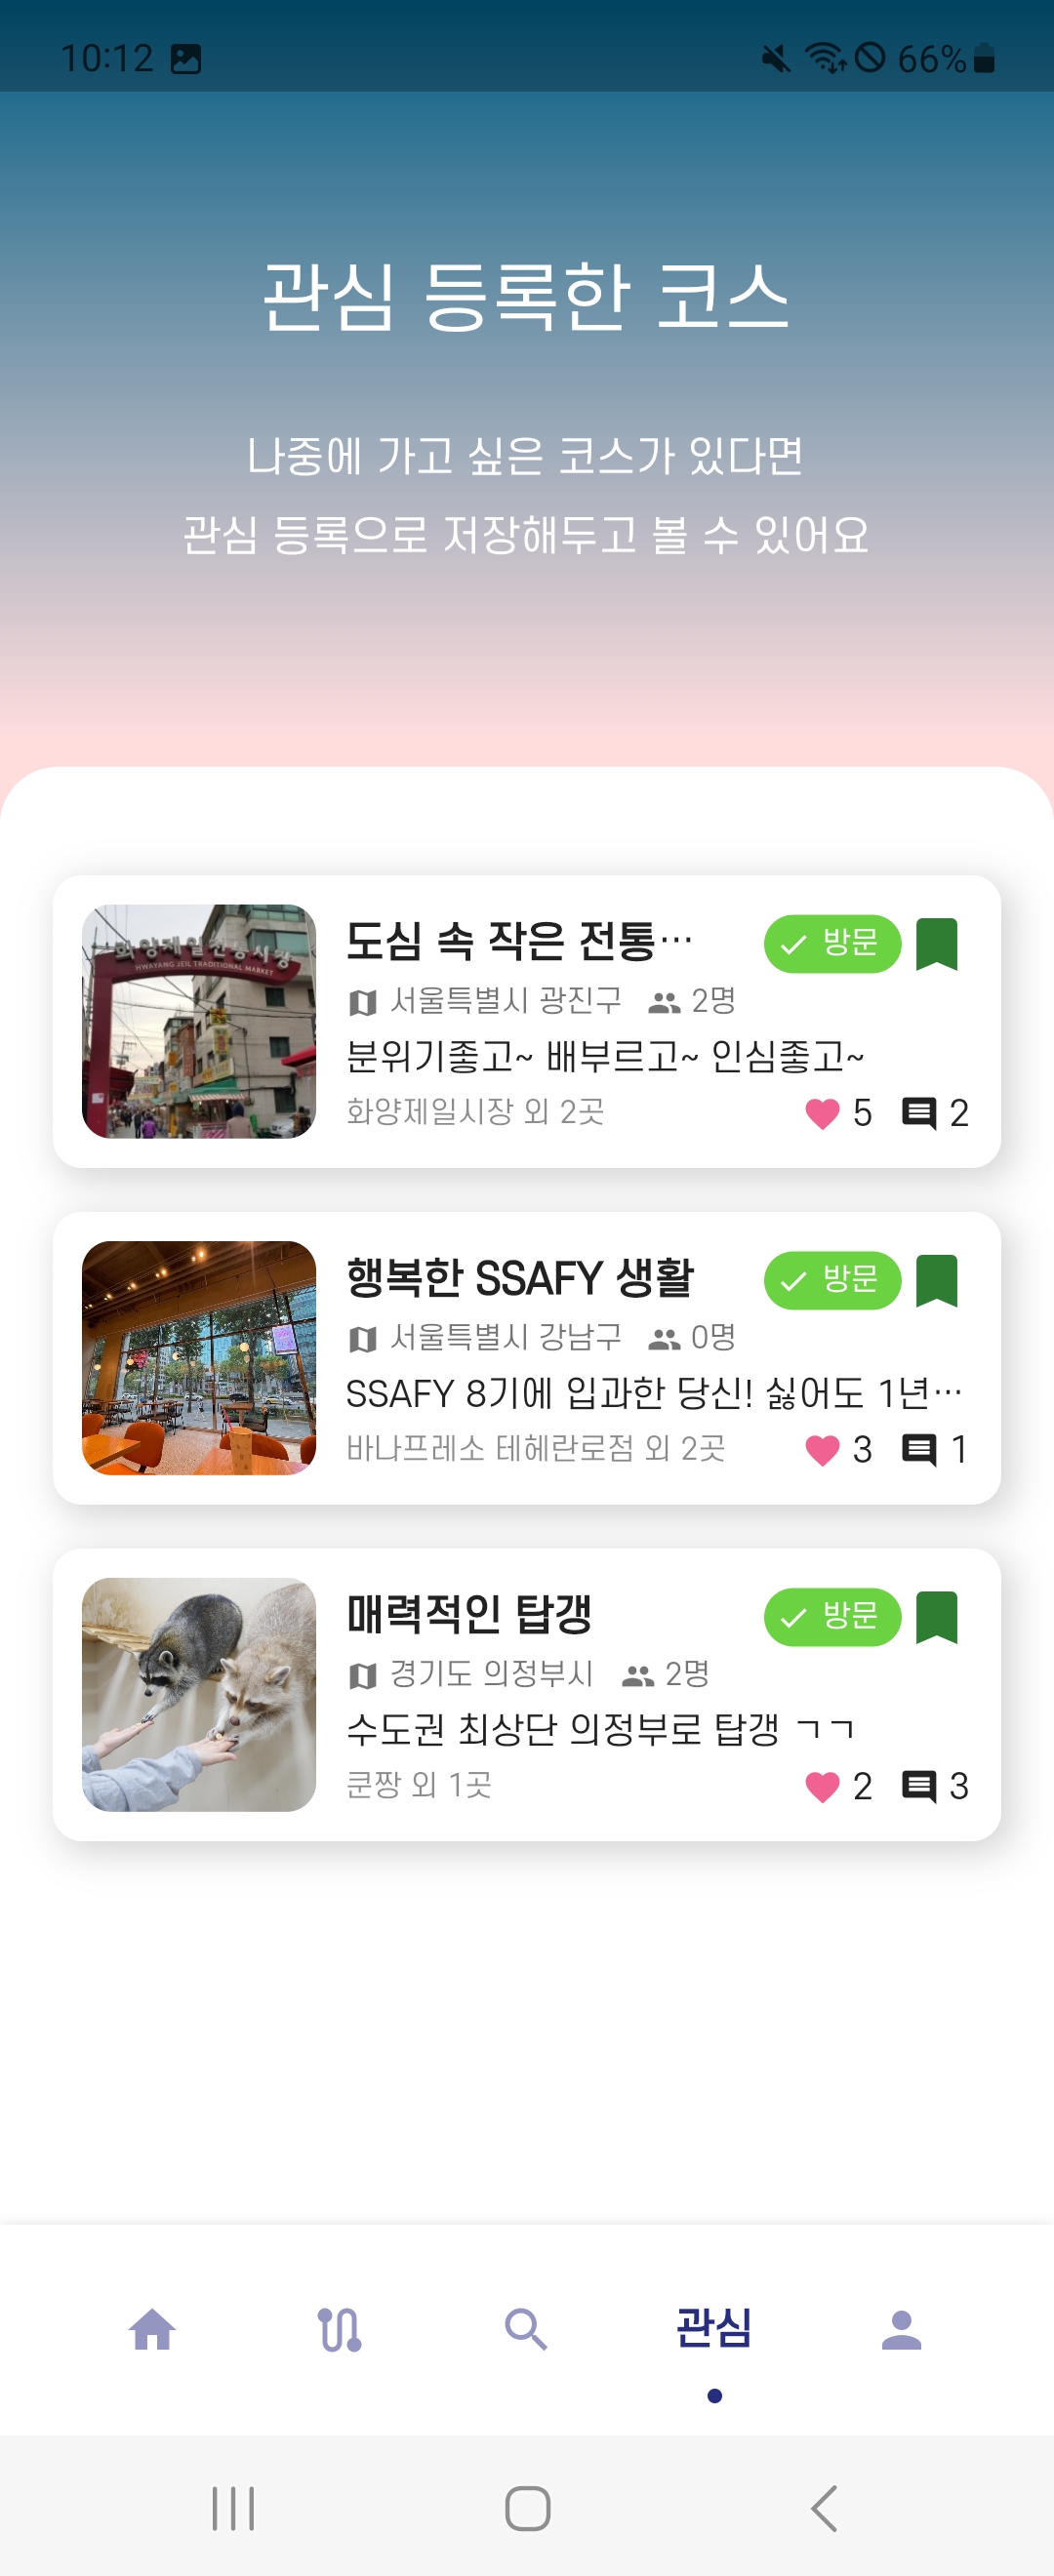 10:12
66%
관심 등록한 코스
나중에 가고 싶은 코스가 있다면
관심 등록으로 저장해두고 볼 수 있어요
화양제일전통시장
HWAYANG JEIL TRADITIONAL MARKET
도심 속 작은 전통…
방문
서울특별시 광진구 2명
분위기좋고~ 배부르고~ 인심좋고~
화양제일시장 외 2곳
5 2
행복한 SSAFY 생활
방문
서울특별시 강남구 0명
SSAFY 8기에 입과한 당신! 싫어도 1년…
바나프레소 테헤란로점 외 2곳
3 1
매력적인 탑갱
방문
경기도 의정부시 2명
수도권 최상단 의정부로 탑갱 ㄱㄱ
쿤짱 외 1곳
2 3
관심